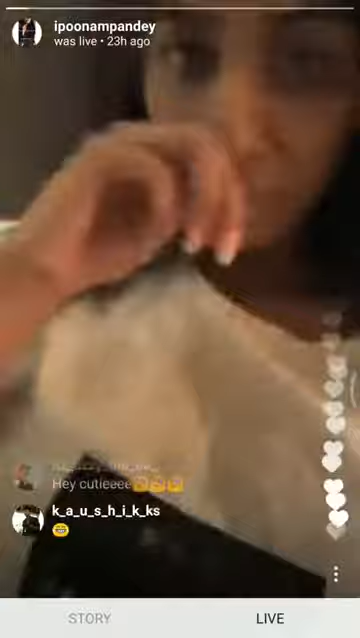 ipoonampandey
was live • 23h ago
Hey cutieeee
k_a_u_s_h_i_k_ks
STORY
LIVE